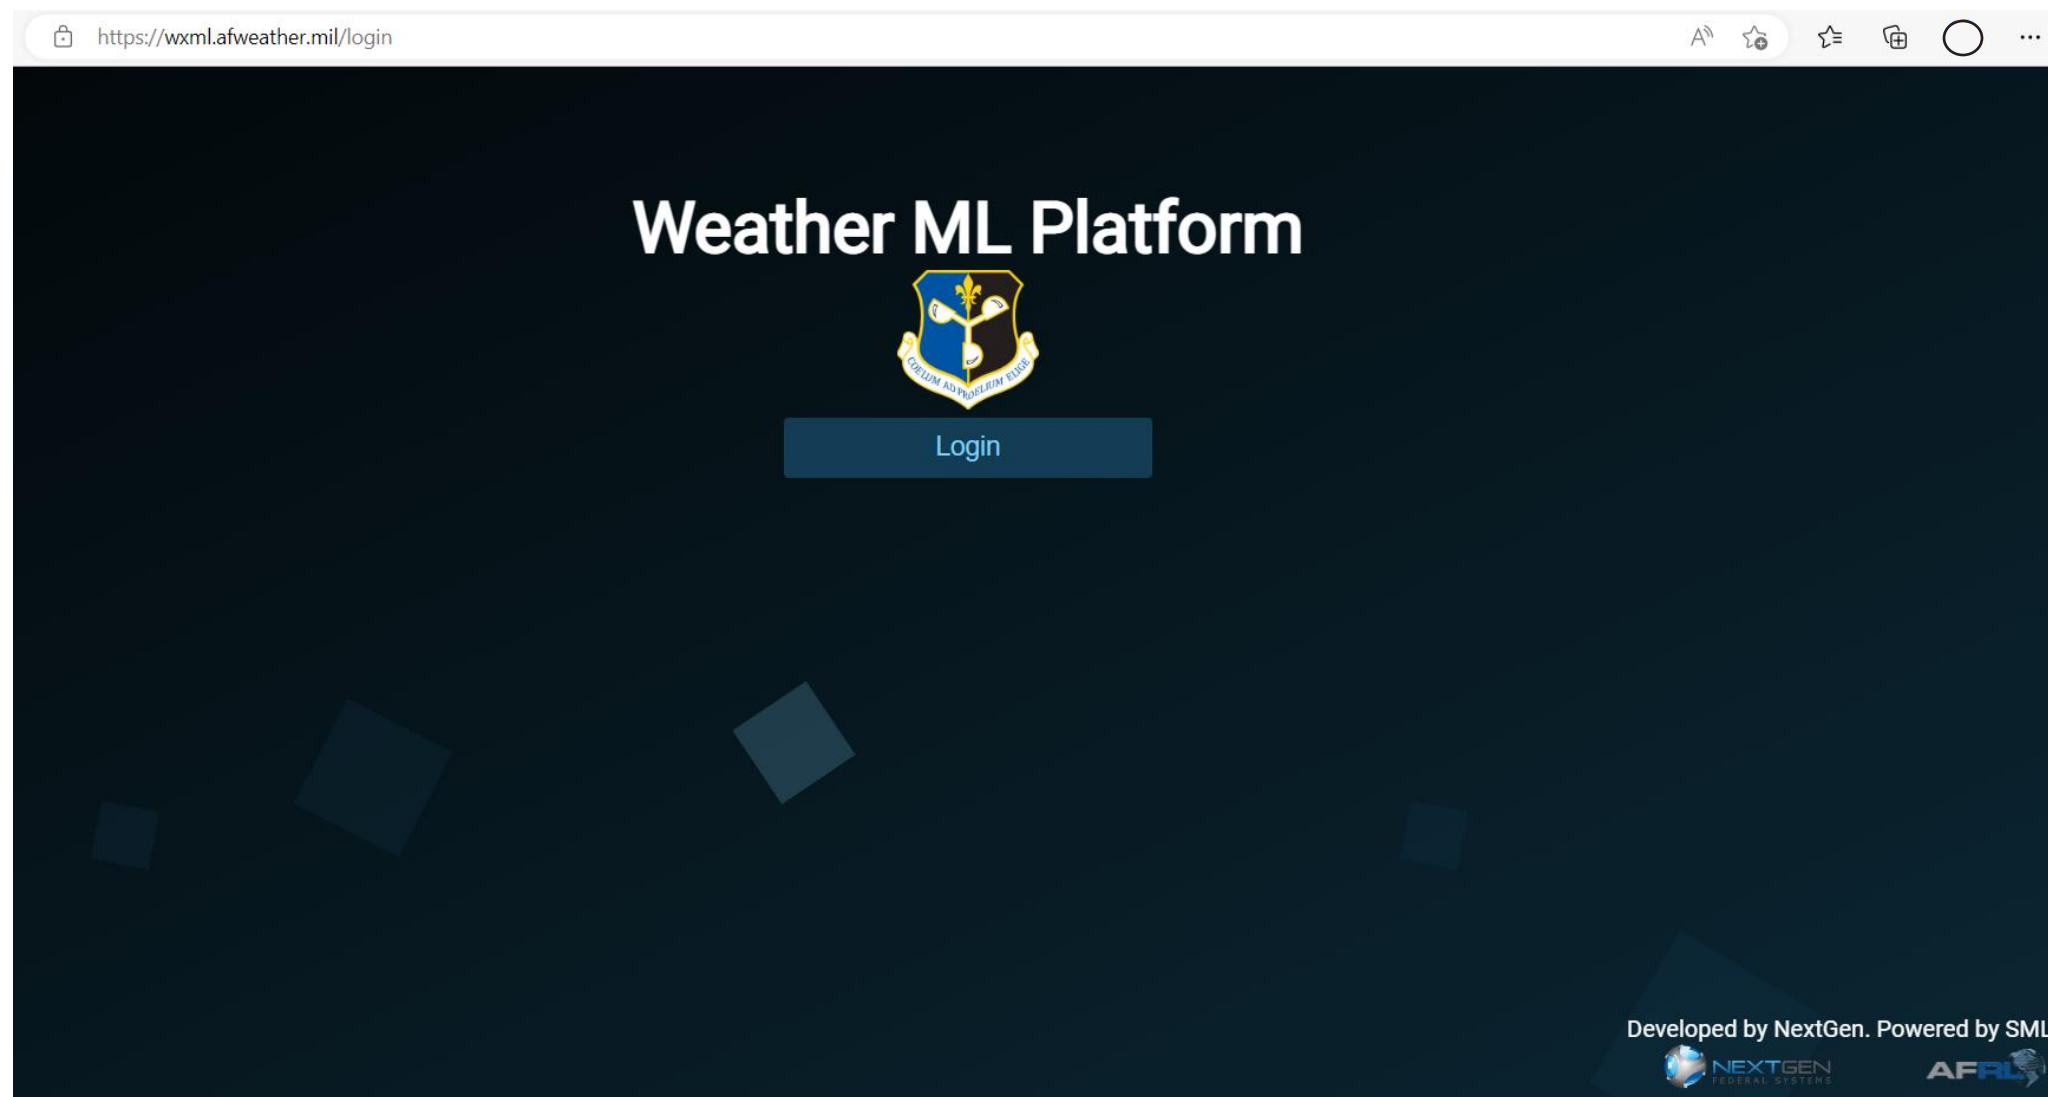 https://wxml.afweather.mil/login
Weather ML Platform
COELUM AD PROELIUM ELIGE
Login
Developed by NextGen. Powered by SML
NEXTGEN
FEDERAL SYSTEMS
AFRL